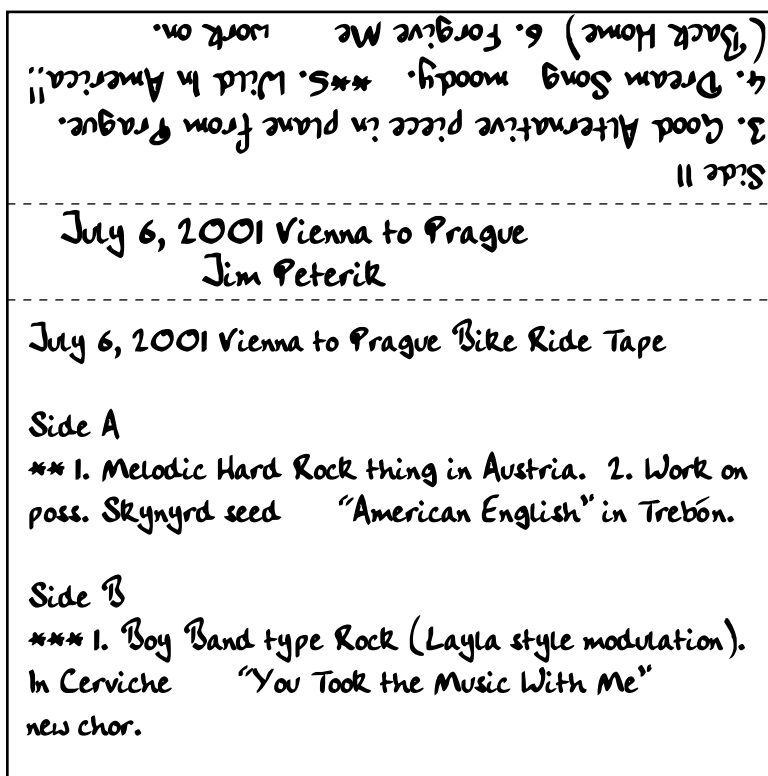 Side II
3. Good Alternative piece in plane from Prague.
4. Dream Song moody. **5. Wild In America!!
(Back Home) 6. Forgive Me work on.
July 6, 2001 Vienna to Prague
Jim Peterik
July 6, 2001 Vienna to Prague Bike Ride Tape
Side A
** 1. Melodic Hard Rock thing in Austria. 2. Work on
poss. Skynyrd seed “American English” in Trebón.
Side B
*** 1. Boy Band type Rock (Layla style modulation).
In Cerviche “You Took the Music With Me”
new chor.